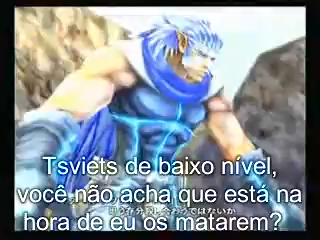 Tsviets de baixo nível,
você não acha que está na
hora de eu os matarem?